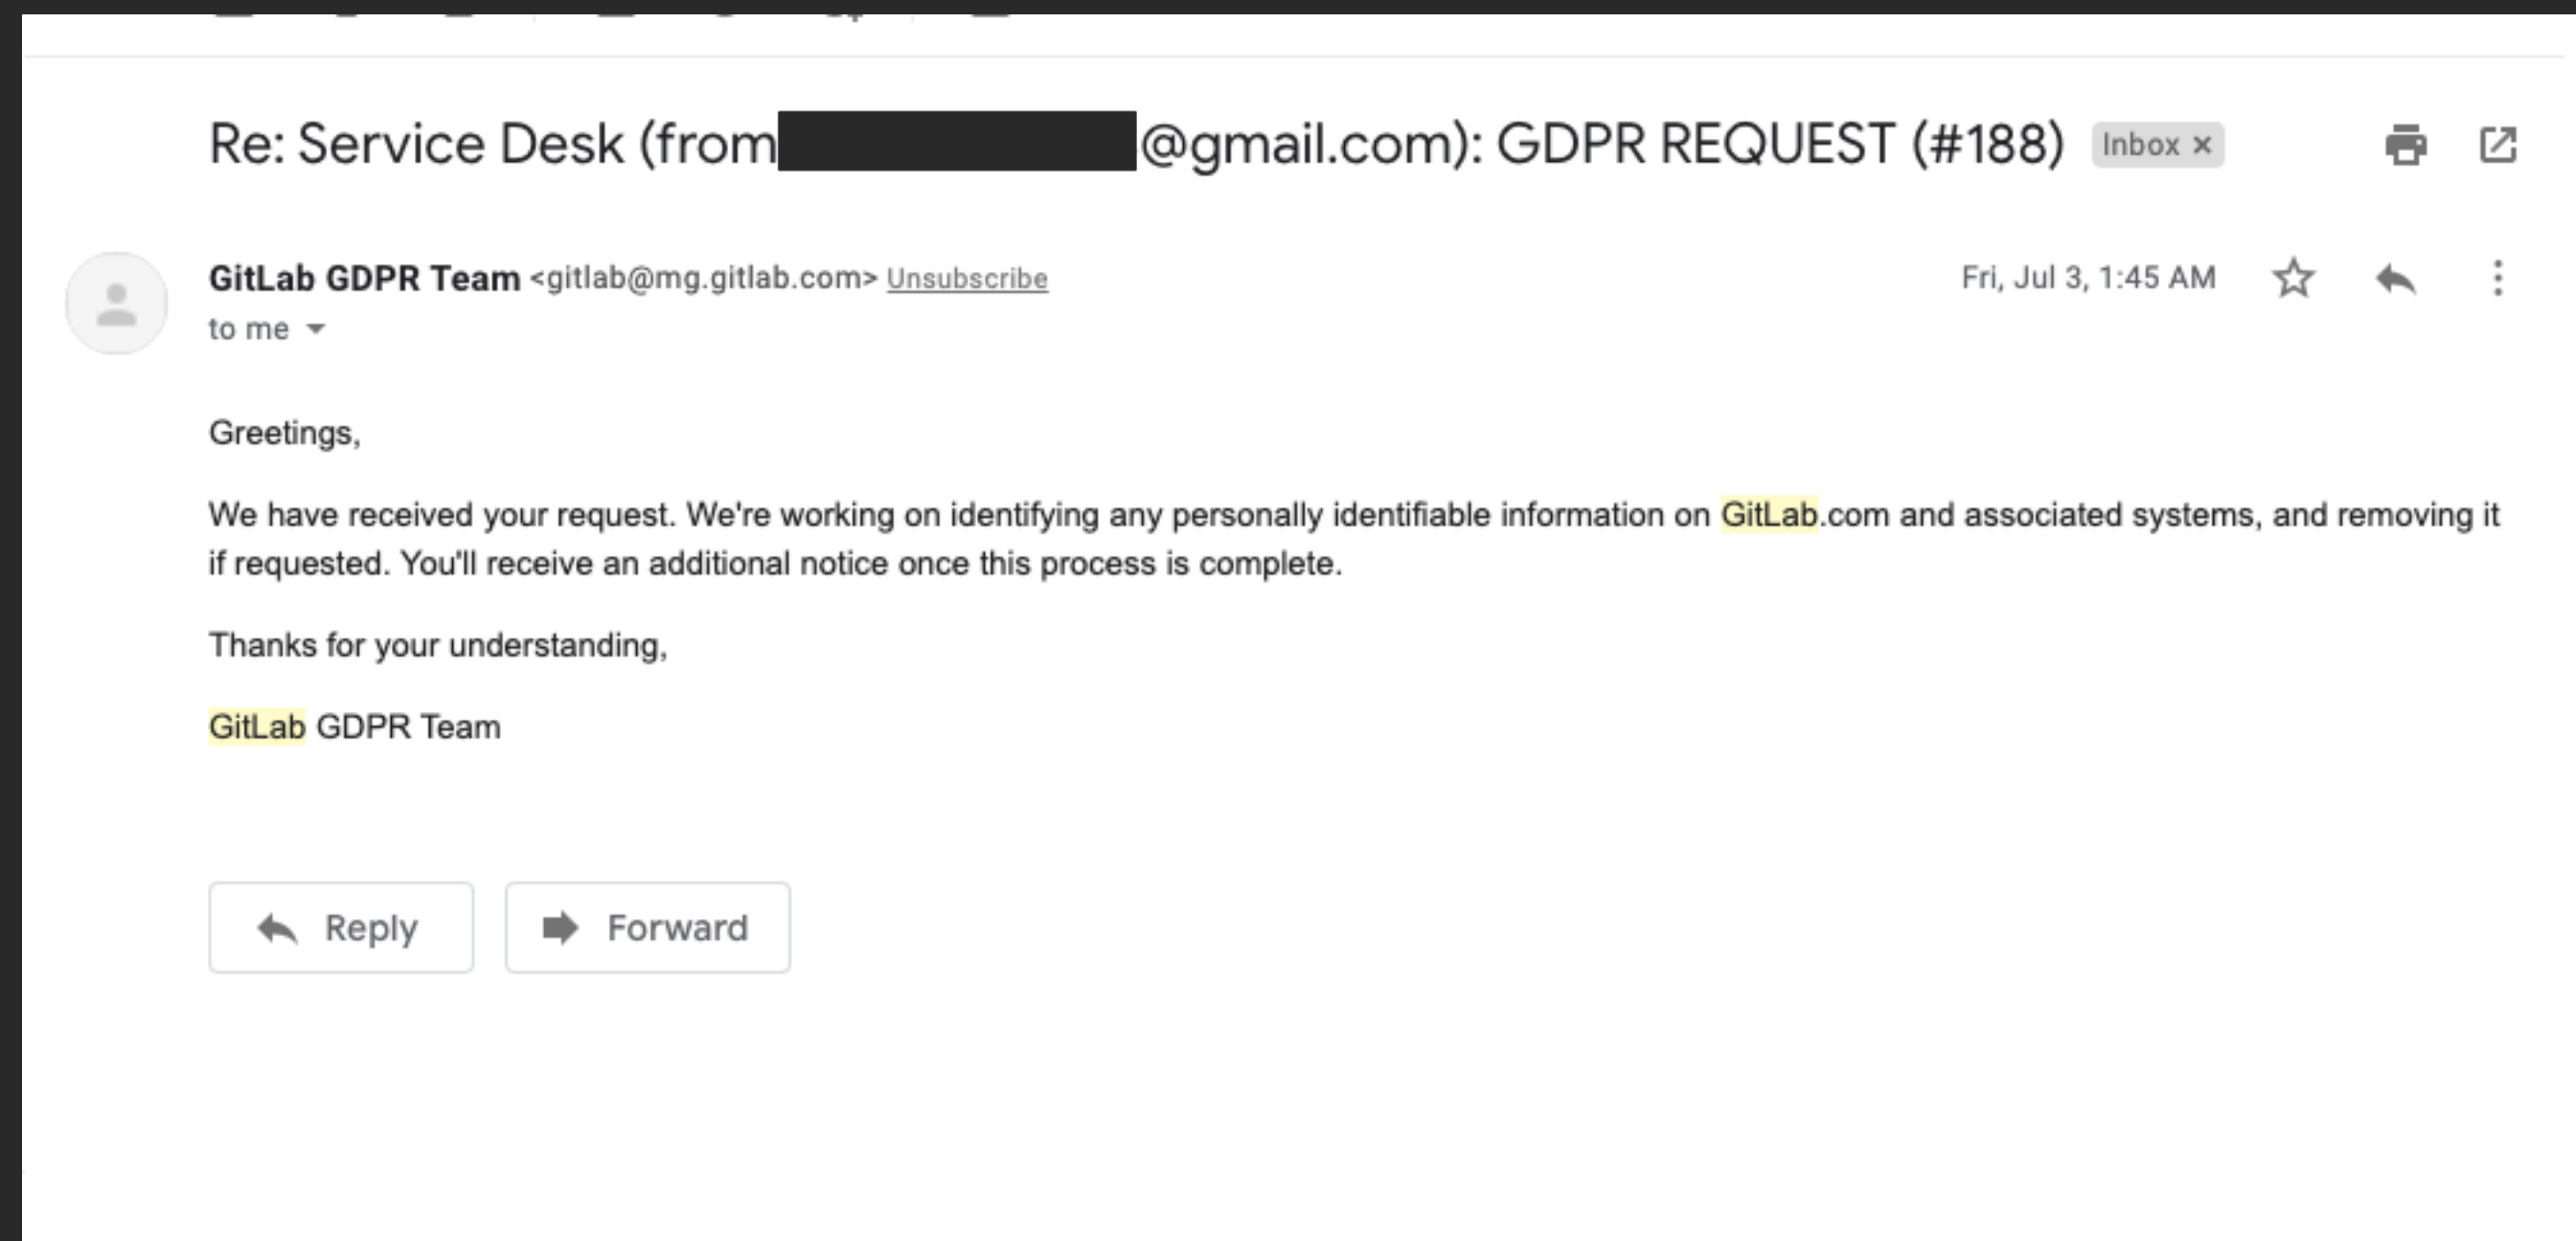 Re: Service Desk (from @gmail.com): GDPR REQUEST (#188) Inbox ×
GitLab GDPR Team <gitlab@mg.gitlab.com> Unsubscribe Fri, Jul 3, 1:45 AM
to me
Greetings,
We have received your request. We're working on identifying any personally identifiable information on GitLab.com and associated systems, and removing it
if requested. You'll receive an additional notice once this process is complete.
Thanks for your understanding,
GitLab GDPR Team
Reply Forward